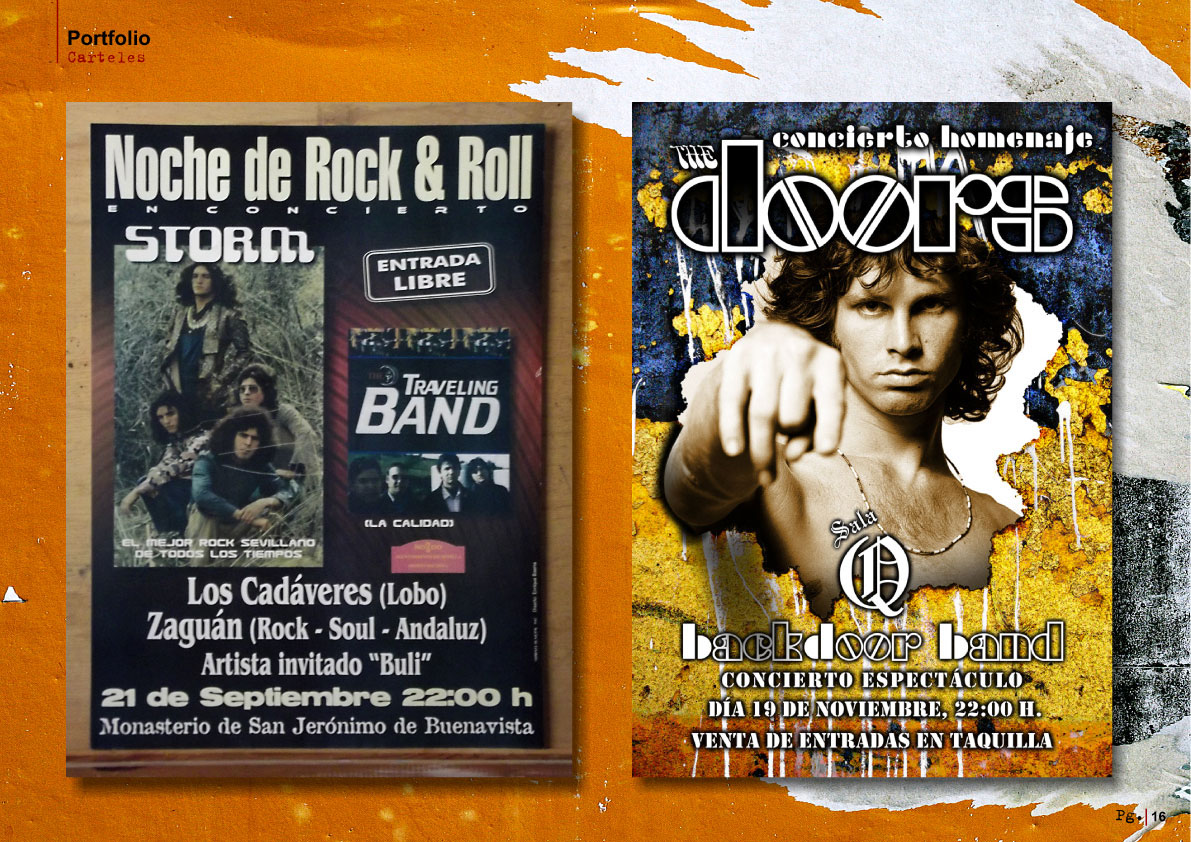 Portfolio
Carteles
Noche de Rock & Roll
EN CONCIERTO
STORM
ENTRADA
LIBRE
THE
TRAVELING
BAND
(LA CALIDAD)
EL MEJOR ROCK SEVILLANO
DE TODOS LOS TIEMPOS
NO8DO
Los Cadáveres (Lobo)
Zaguán (Rock - Soul - Andaluz)
Artista invitado “Buli”
21 de Septiembre 22:00 h
Monasterio de San Jerónimo de Buenavista
concierto homenaje
THE
doors
Sala
Q
backdoor band
CONCIERTO ESPECTÁCULO
DÍA 19 DE NOVIEMBRE, 22:00 H.
VENTA DE ENTRADAS EN TAQUILLA
Pg. 16